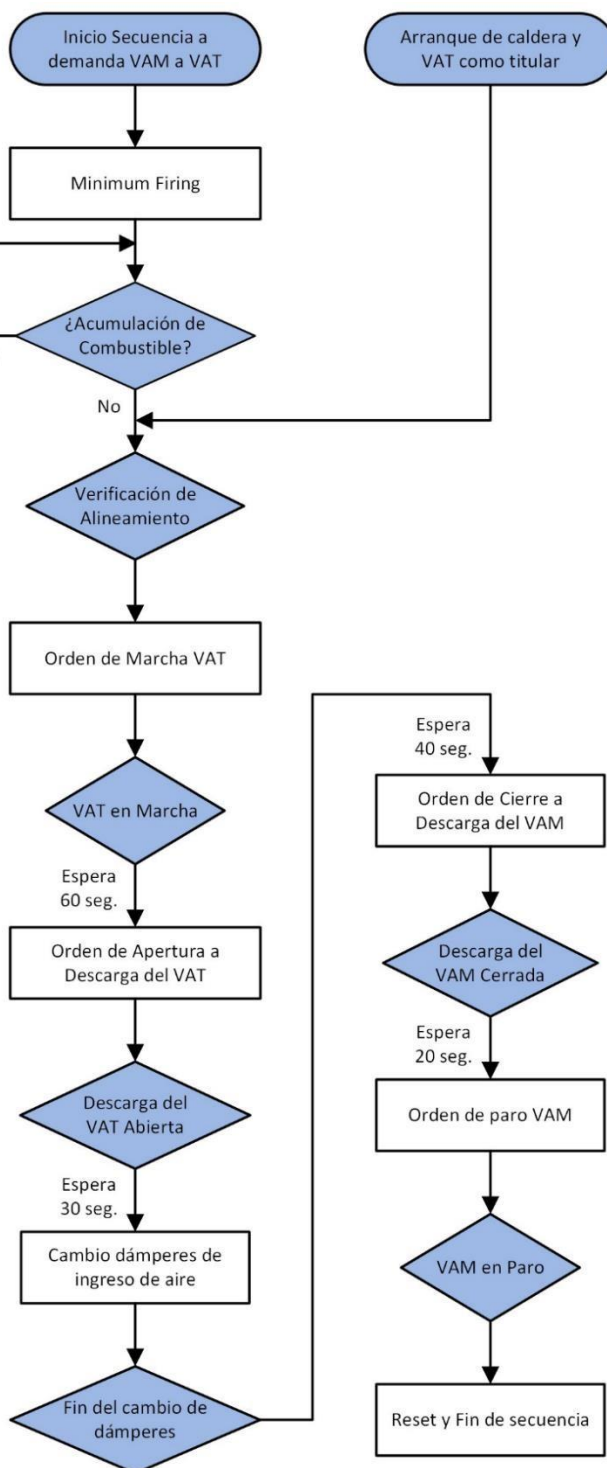 Inicio Secuencia a
demanda VAM a VAT
Arranque de caldera y
VAT como titular
Minimum Firing
¿Acumulación de
Combustible?
No
Verificación de
Alineamiento
Orden de Marcha VAT
VAT en Marcha
Espera
60 seg.
Orden de Apertura a
Descarga del VAT
Descarga del
VAT Abierta
Espera
30 seg.
Cambio dámperes de
ingreso de aire
Fin del cambio de
dámperes
Espera
40 seg.
Orden de Cierre a
Descarga del VAM
Descarga del
VAM Cerrada
Espera
20 seg.
Orden de paro VAM
VAM en Paro
Reset y Fin de secuencia